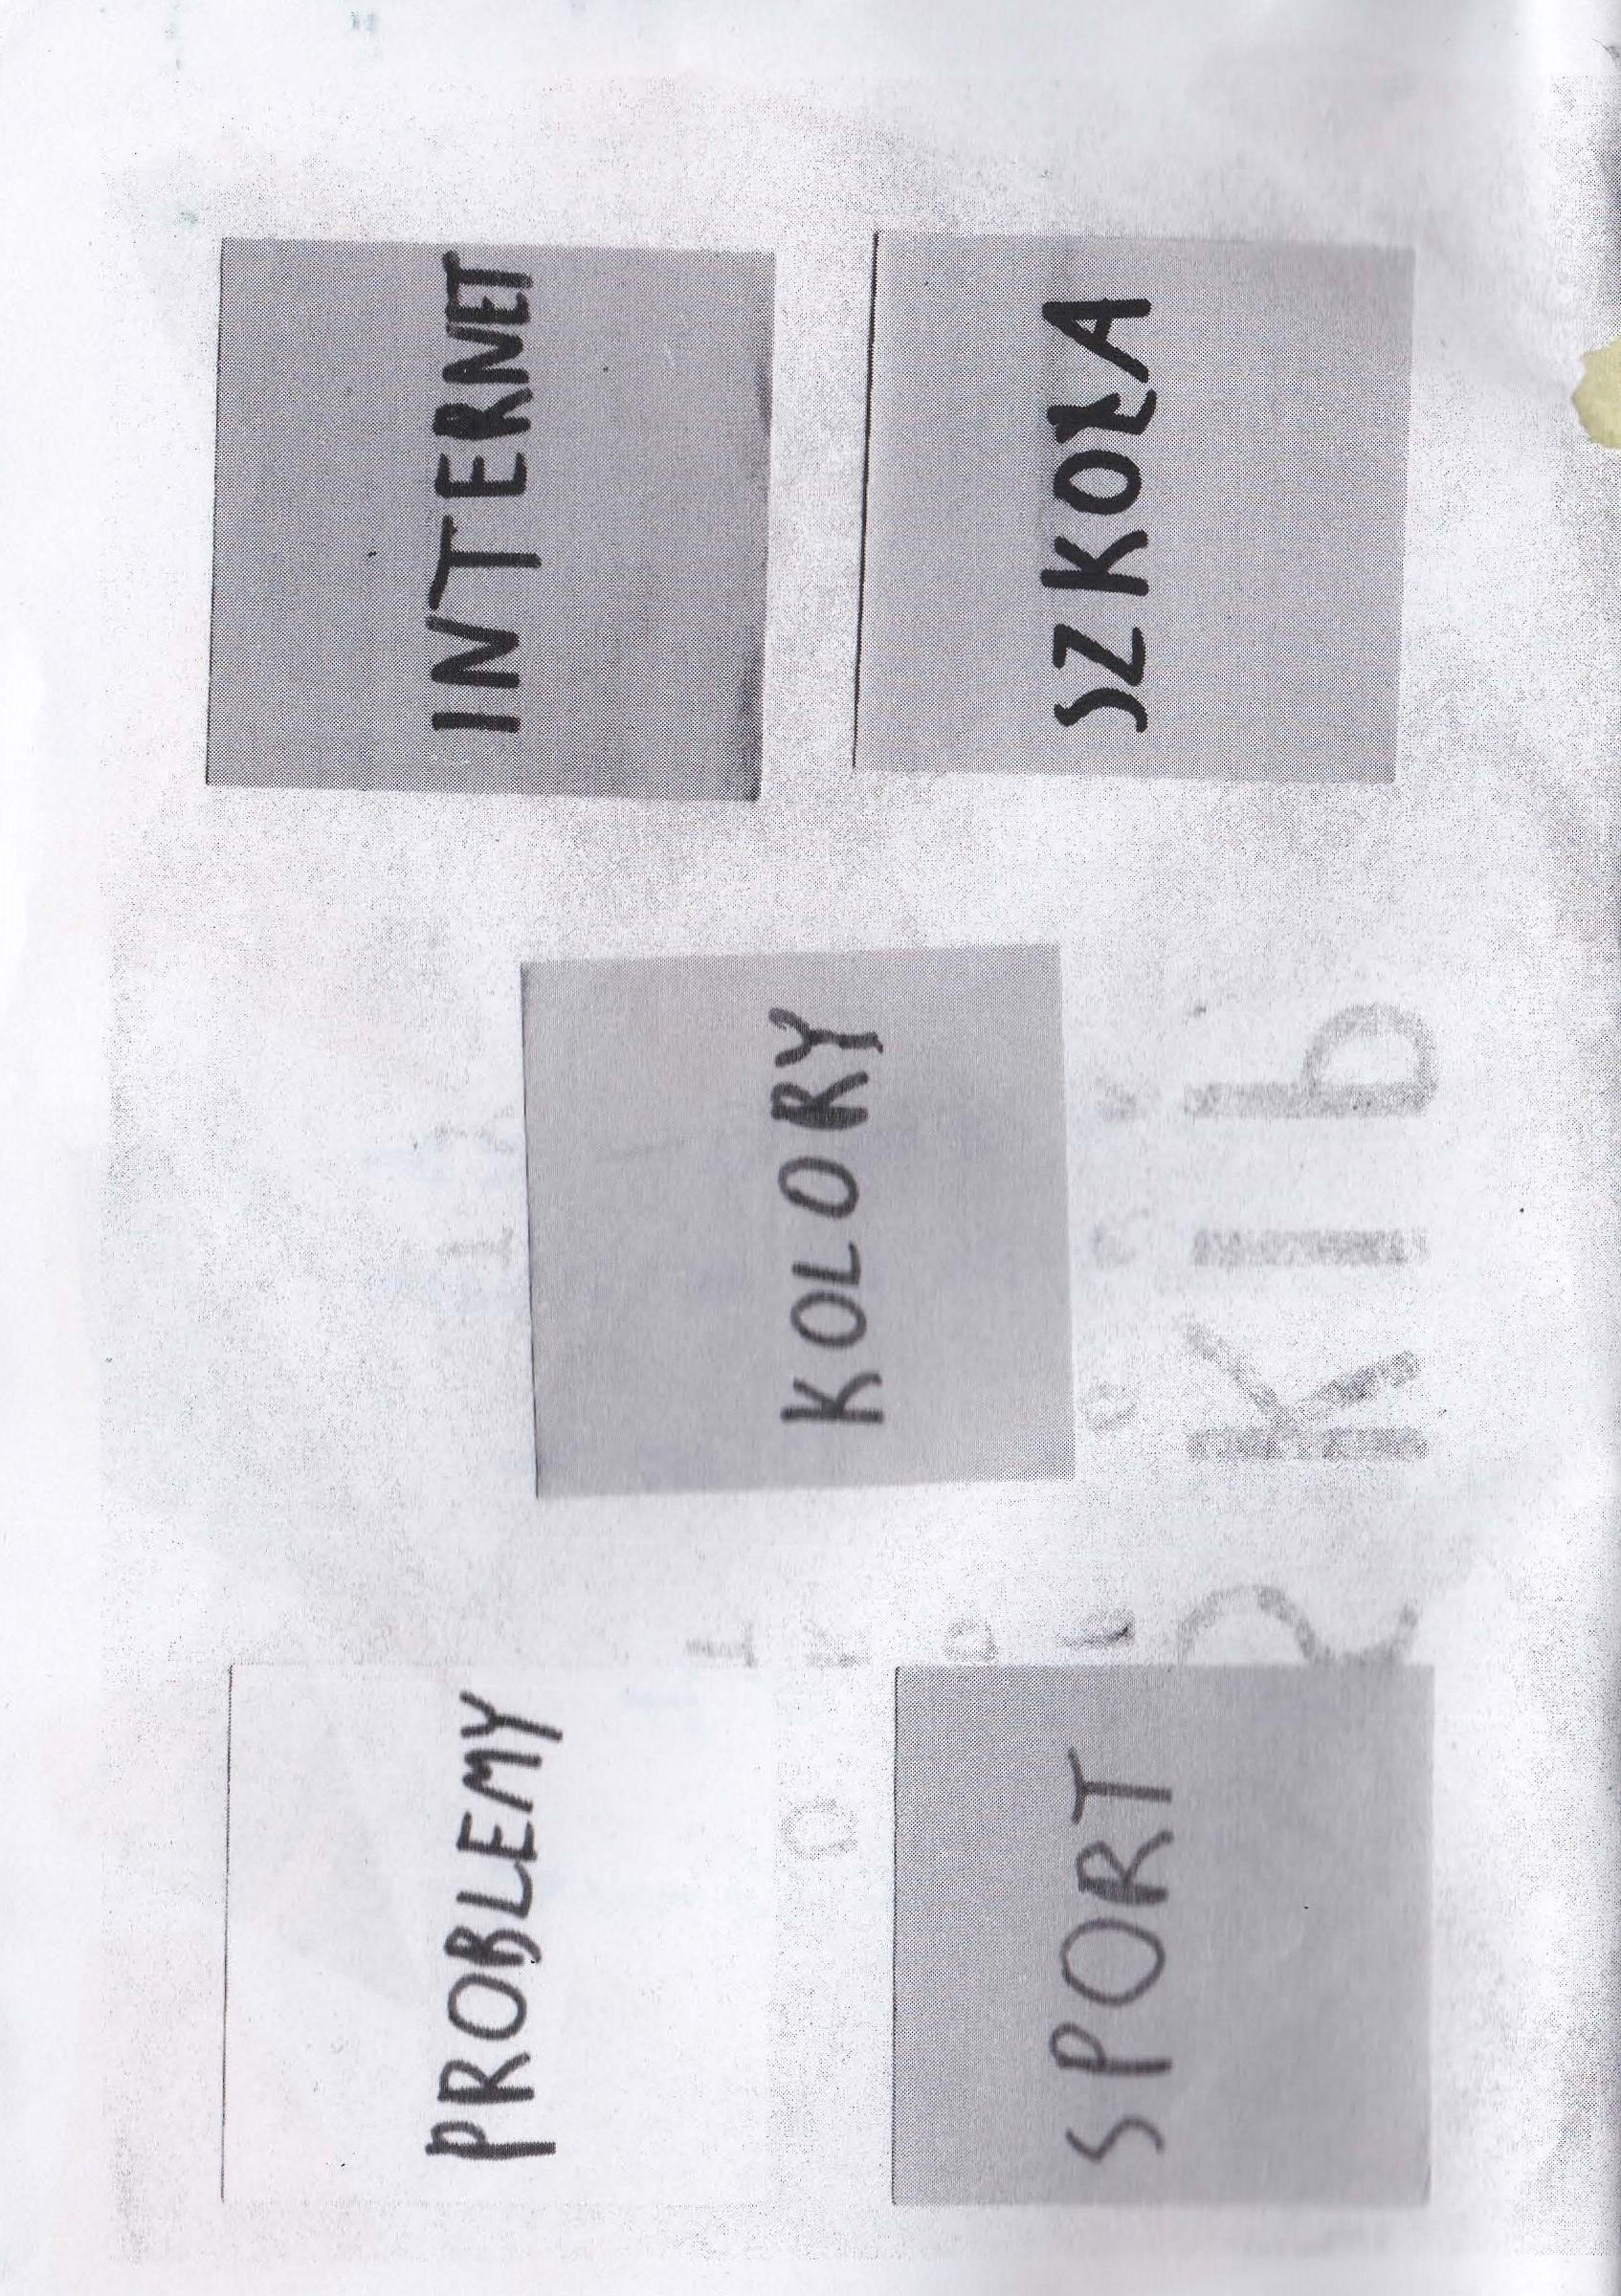 PROBLEMY
INTERNET
KOLORY
SPORT
SZKOŁA